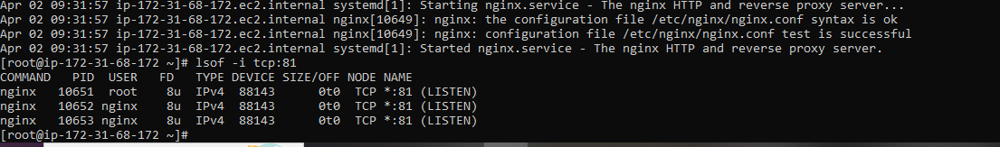 Apr 02 09:31:57 ip-172-31-68-172.ec2.internal systemd[1]: Starting nginx.service - The nginx HTTP and reverse proxy server...
Apr 02 09:31:57 ip-172-31-68-172.ec2.internal nginx[10649]: nginx: the configuration file /etc/nginx/nginx.conf syntax is ok
Apr 02 09:31:57 ip-172-31-68-172.ec2.internal nginx[10649]: nginx: configuration file /etc/nginx/nginx.conf test is successful
Apr 02 09:31:57 ip-172-31-68-172.ec2.internal systemd[1]: Started nginx.service - The nginx HTTP and reverse proxy server.
[root@ip-172-31-68-172 ~]# lsof -i tcp:81
COMMAND   PID  USER   FD   TYPE DEVICE SIZE/OFF NODE NAME
nginx   10651  root    8u  IPv4  88143      0t0  TCP *:81 (LISTEN)
nginx   10652 nginx    8u  IPv4  88143      0t0  TCP *:81 (LISTEN)
nginx   10653 nginx    8u  IPv4  88143      0t0  TCP *:81 (LISTEN)
[root@ip-172-31-68-172 ~]#